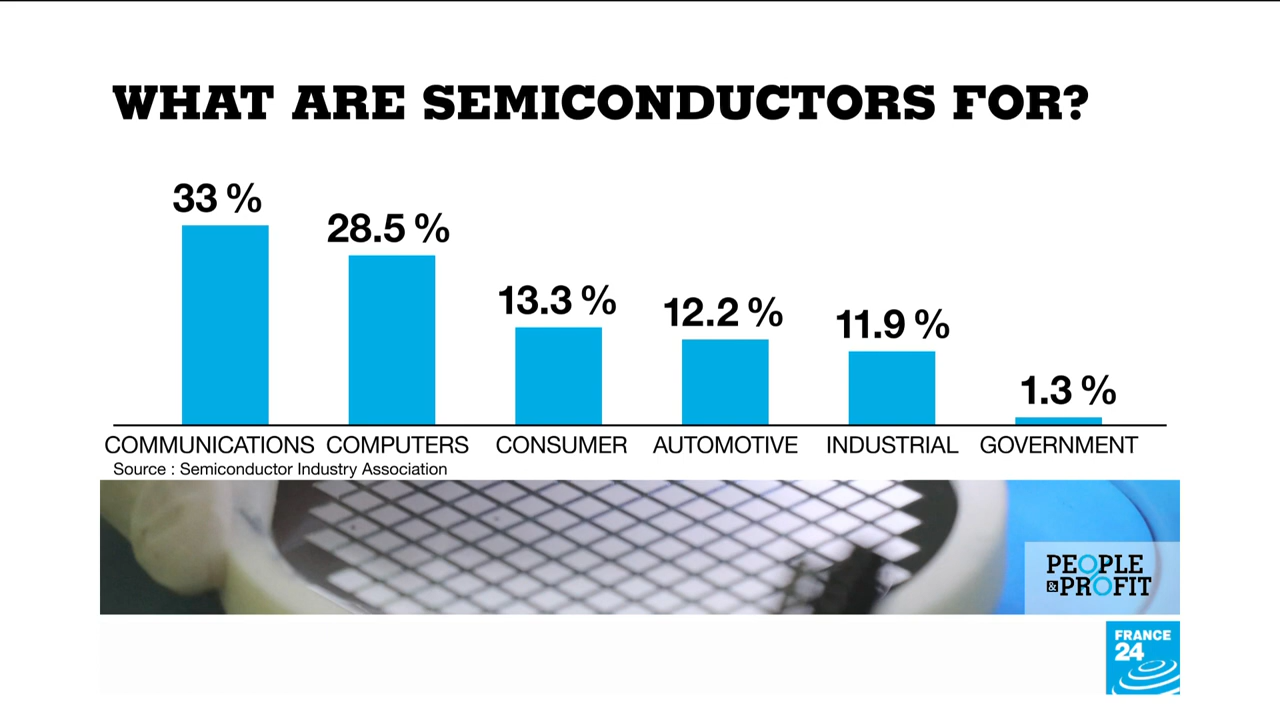 WHAT ARE SEMICONDUCTORS FOR?
33 %
28.5 %
13.3 %
12.2 %
11.9 %
1.3 %
COMMUNICATIONS COMPUTERS CONSUMER AUTOMOTIVE INDUSTRIAL GOVERNMENT
Source : Semiconductor Industry Association
PEOPLE
& PROFIT
FRANCE
24